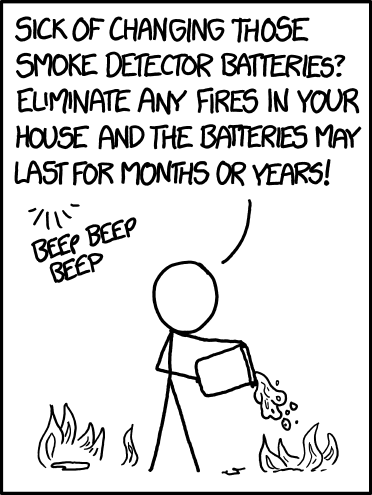 SICK OF CHANGING THOSE
SMOKE DETECTOR BATTERIES?
ELIMINATE ANY FIRES IN YOUR
HOUSE AND THE BATTERIES MAY
LAST FOR MONTHS OR YEARS!
BEEP BEEP
BEEP